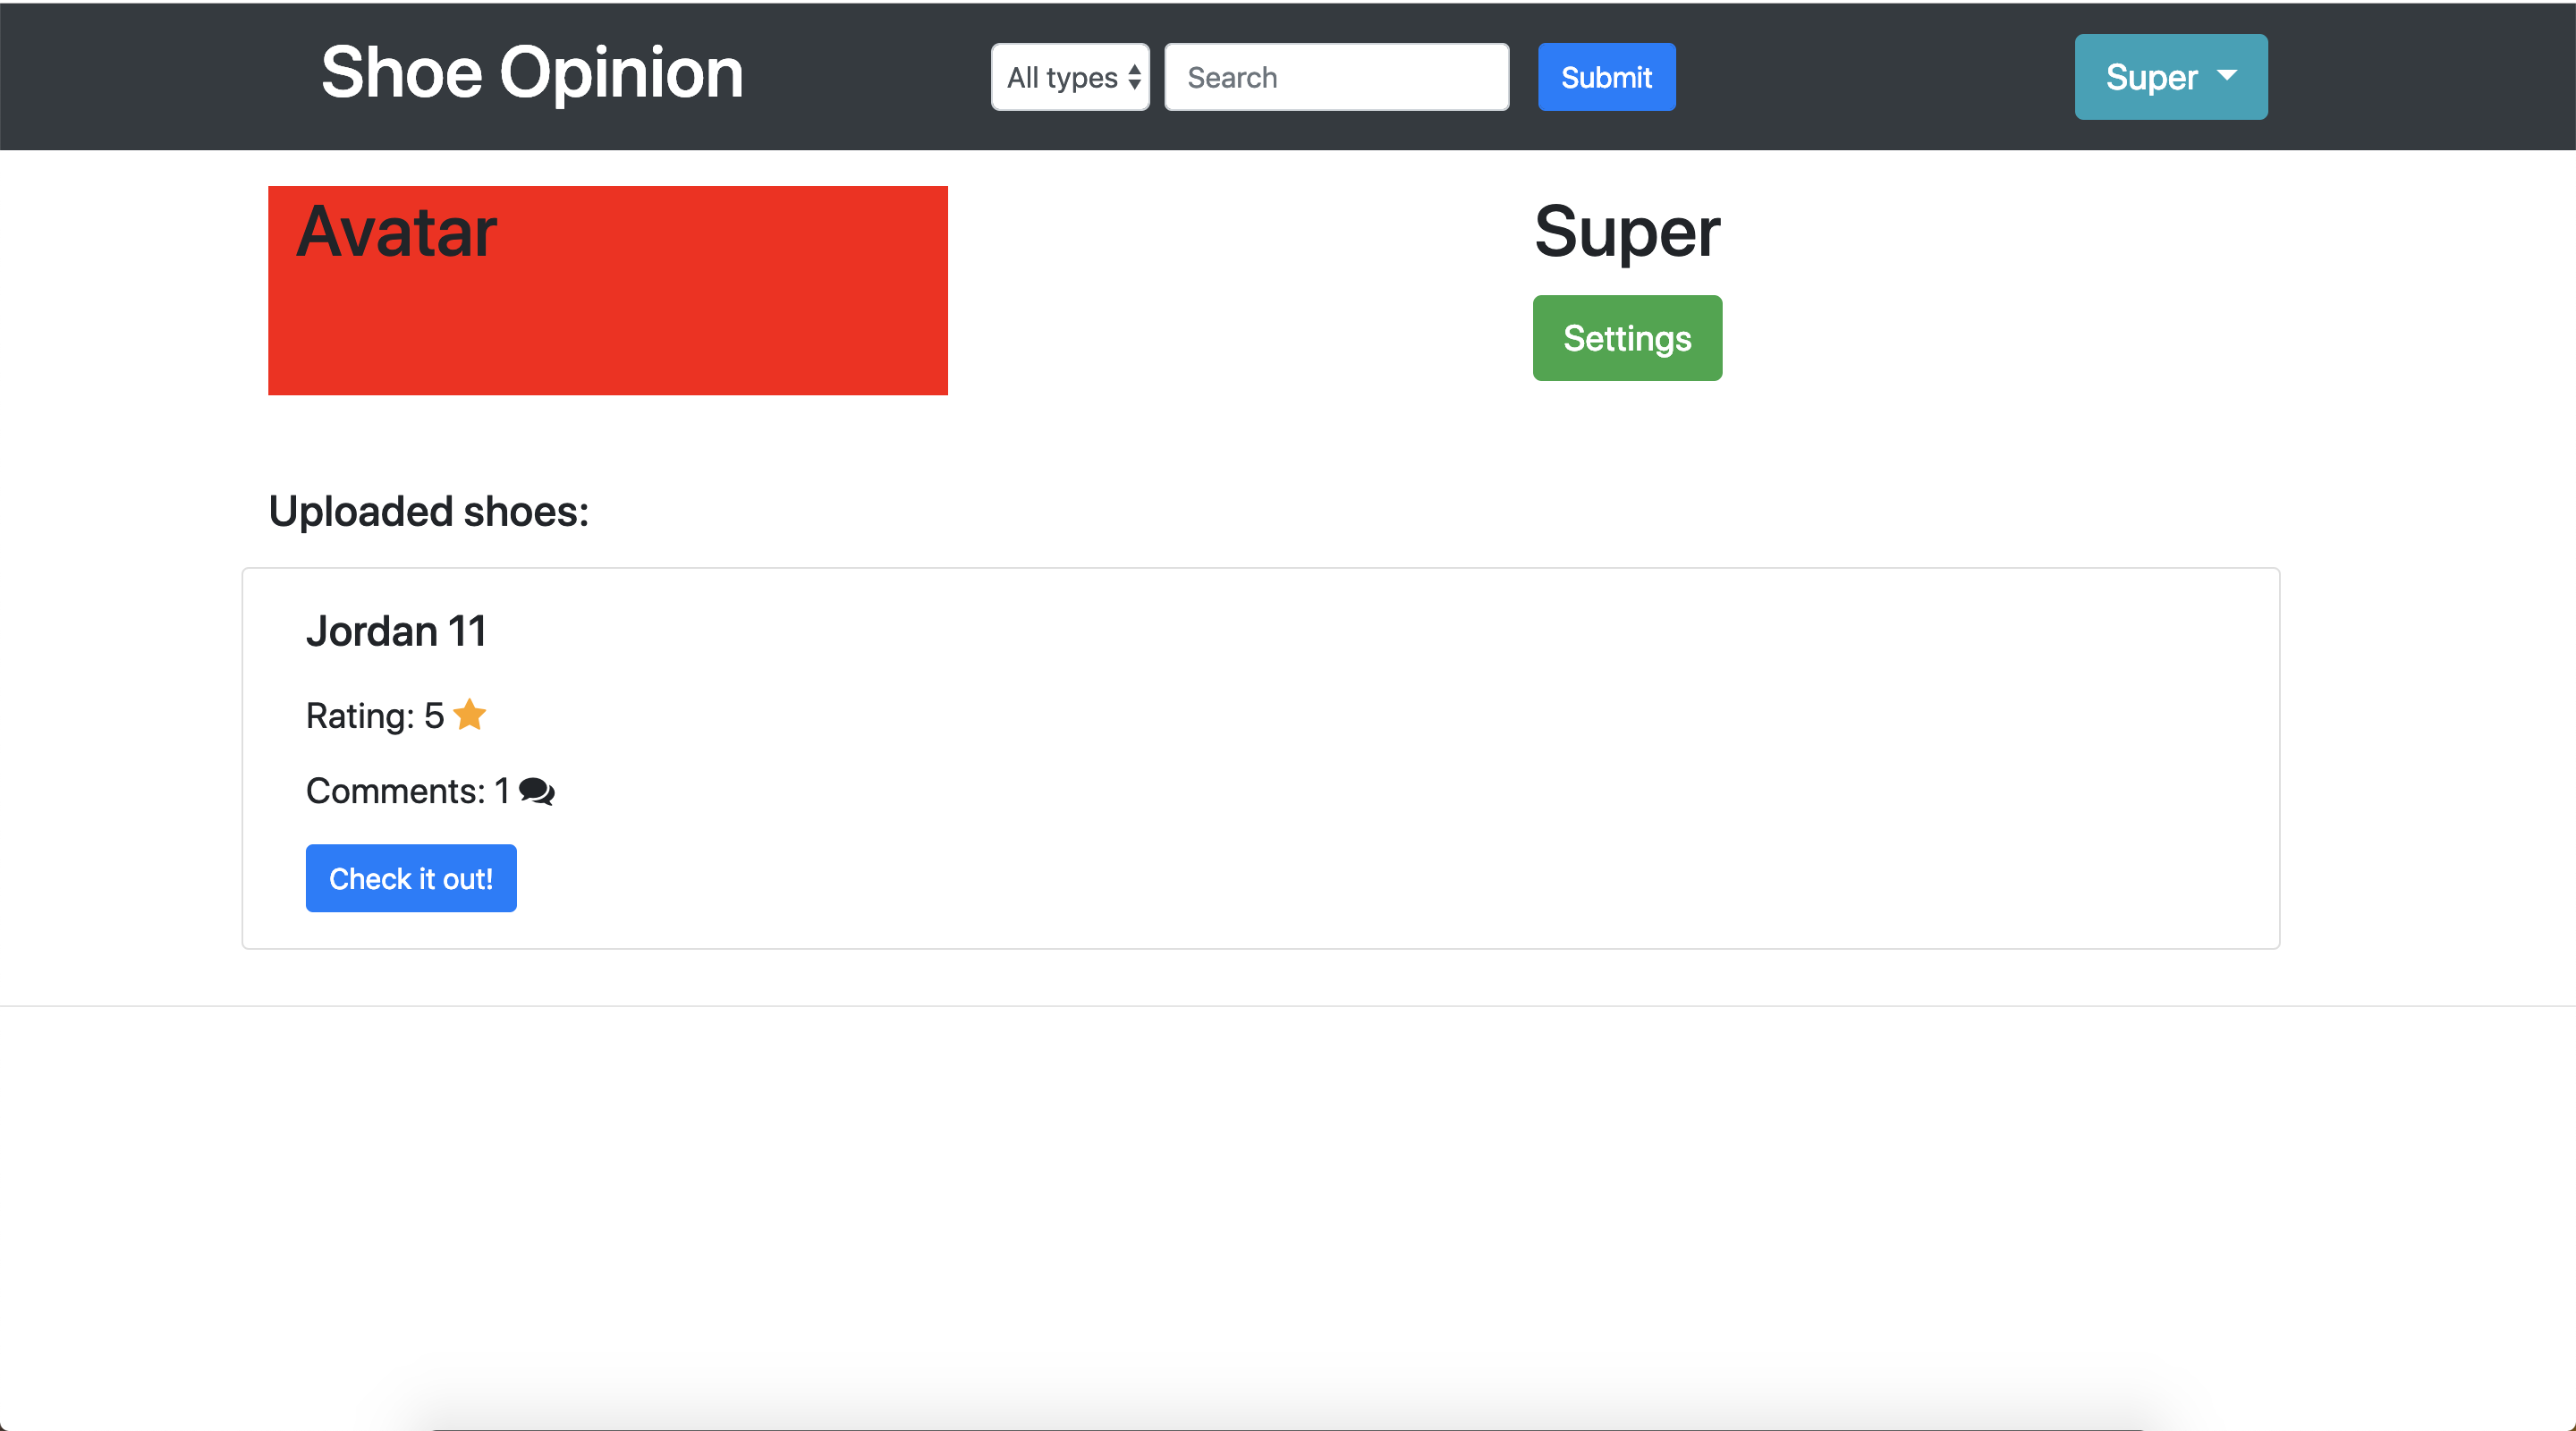 Shoe Opinion
All types
Search
Submit
Super
Avatar
Super
Settings
Uploaded shoes:
Jordan 11
Rating: 5
Comments: 1
Check it out!